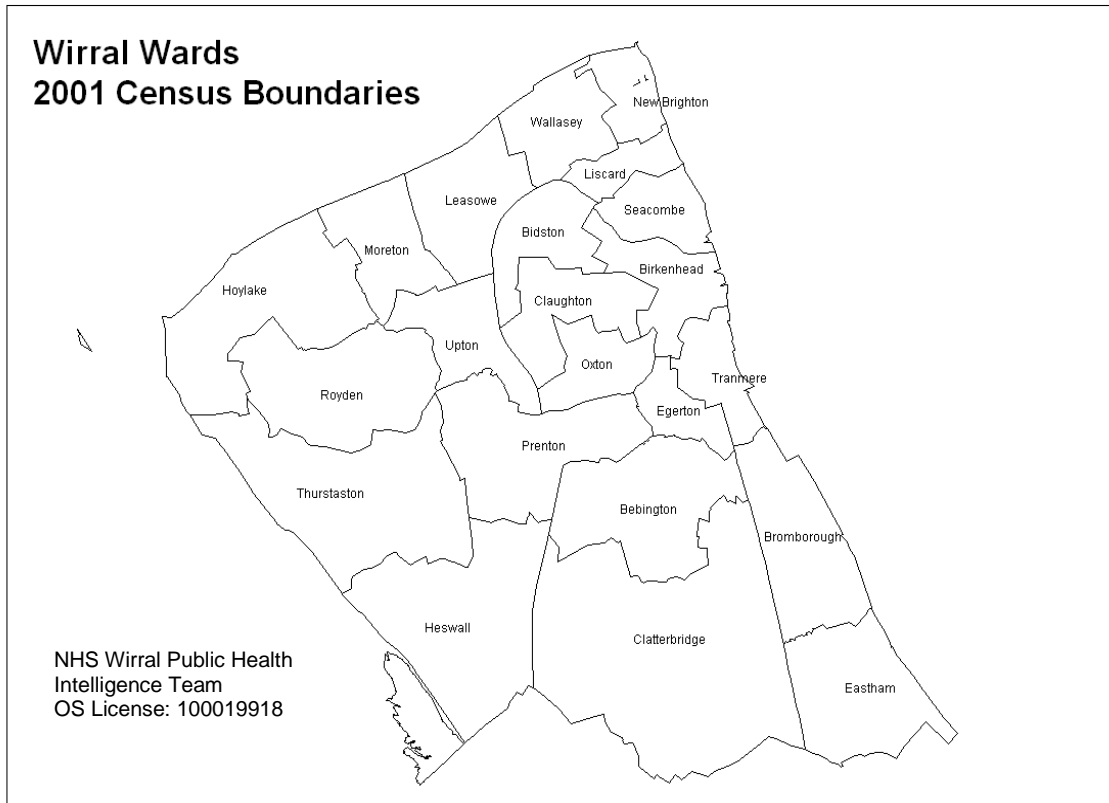 Wirral Wards
2001 Census Boundaries
New Brighton
Wallasey
Liscard
Leasowe
Seacombe
Bidston
Moreton
Birkenhead
Hoylake
Claughton
Upton
Oxton
Tranmere
Royden
Egerton
Prenton
Thurstaston
Bebington
Bromborough
Heswall
Clatterbridge
Eastham
NHS Wirral Public Health
Intelligence Team
OS License: 100019918